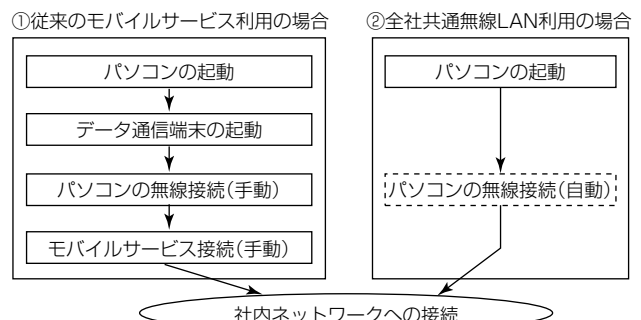 ①従来のモバイルサービス利用の場合
パソコンの起動
データ通信端末の起動
パソコンの無線接続(手動)
モバイルサービス接続(手動)
②全社共通無線LAN利用の場合
パソコンの起動
パソコンの無線接続(自動)
社内ネットワークへの接続